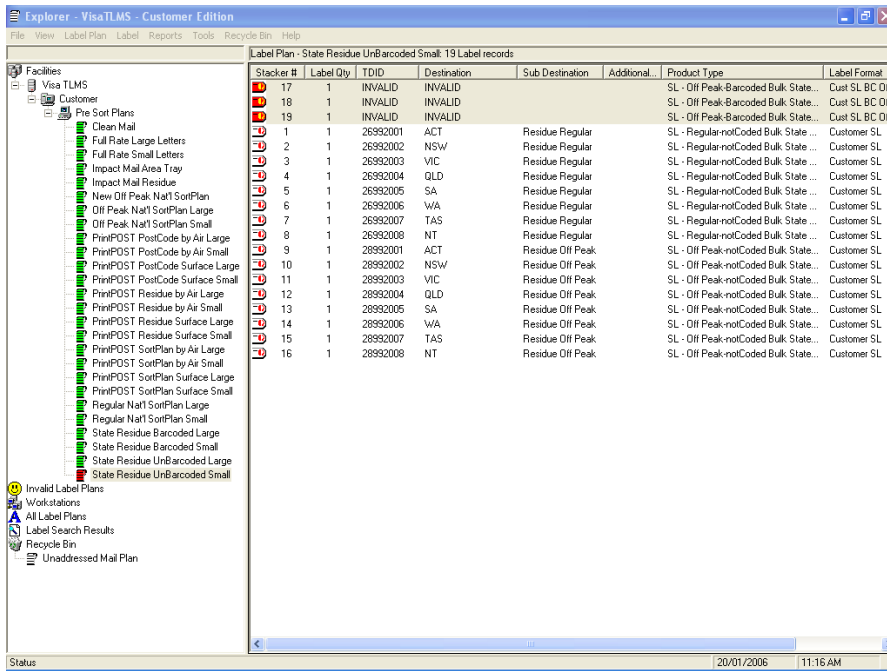 Explorer - VisaTLMS - Customer Edition
File View Label Plan Label Reports Tools Recycle Bin Help
Label Plan - State Residue UnBarcoded Small: 19 Label records
Facilities
Visa TLMS
Customer
Pre Sort Plans
Clean Mail
Full Rate Large Letters
Full Rate Small Letters
Impact Mail Area Tray
Impact Mail Residue
New Off Peak Nat'l SortPlan
Off Peak Nat'l SortPlan Large
Off Peak Nat'l SortPlan Small
PrintPOST PostCode by Air Large
PrintPOST PostCode by Air Small
PrintPOST PostCode Surface Large
PrintPOST PostCode Surface Small
PrintPOST Residue by Air Large
PrintPOST Residue by Air Small
PrintPOST Residue Surface Large
PrintPOST Residue Surface Small
PrintPOST SortPlan by Air Large
PrintPOST SortPlan by Air Small
PrintPOST SortPlan Surface Large
PrintPOST SortPlan Surface Small
Regular Nat'l SortPlan Large
Regular Nat'l SortPlan Small
State Residue Barcoded Large
State Residue Barcoded Small
State Residue UnBarcoded Large
State Residue UnBarcoded Small
Invalid Label Plans
Workstations
All Label Plans
Label Search Results
Recycle Bin
Unaddressed Mail Plan
Stacker # Label Qty TDID Destination Sub Destination Additional... Product Type Label Format
17 1 INVALID INVALID SL - Off Peak-Barcoded Bulk State... Cust SL BC O
18 1 INVALID INVALID SL - Off Peak-Barcoded Bulk State... Cust SL BC O
19 1 INVALID INVALID SL - Off Peak-Barcoded Bulk State... Cust SL BC O
1 1 26992001 ACT Residue Regular SL - Regular-notCoded Bulk State ... Customer SL
2 1 26992002 NSW Residue Regular SL - Regular-notCoded Bulk State ... Customer SL
3 1 26992003 VIC Residue Regular SL - Regular-notCoded Bulk State ... Customer SL
4 1 26992004 QLD Residue Regular SL - Regular-notCoded Bulk State ... Customer SL
5 1 26992005 SA Residue Regular SL - Regular-notCoded Bulk State ... Customer SL
6 1 26992006 WA Residue Regular SL - Regular-notCoded Bulk State ... Customer SL
7 1 26992007 TAS Residue Regular SL - Regular-notCoded Bulk State ... Customer SL
8 1 26992008 NT Residue Regular SL - Regular-notCoded Bulk State ... Customer SL
9 1 28992001 ACT Residue Off Peak SL - Off Peak-notCoded Bulk State... Customer SL
10 1 28992002 NSW Residue Off Peak SL - Off Peak-notCoded Bulk State... Customer SL
11 1 28992003 VIC Residue Off Peak SL - Off Peak-notCoded Bulk State... Customer SL
12 1 28992004 QLD Residue Off Peak SL - Off Peak-notCoded Bulk State... Customer SL
13 1 28992005 SA Residue Off Peak SL - Off Peak-notCoded Bulk State... Customer SL
14 1 28992006 WA Residue Off Peak SL - Off Peak-notCoded Bulk State... Customer SL
15 1 28992007 TAS Residue Off Peak SL - Off Peak-notCoded Bulk State... Customer SL
16 1 28992008 NT Residue Off Peak SL - Off Peak-notCoded Bulk State... Customer SL
Status 20/01/2006 11:16 AM